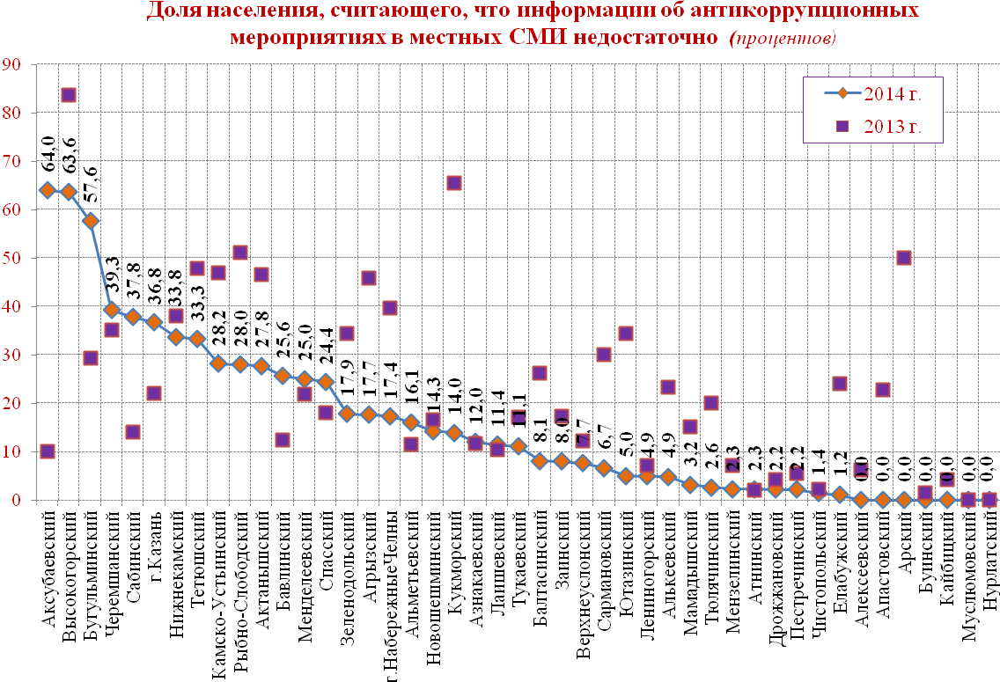 Доля населения, считающего, что информации об антикоррупционных
мероприятиях в местных СМИ недостаточно (процентов)
90
80
70
60
50
40
30
20
10
0
2014 г.
2013 г.
64,0
63,6
57,6
39,3
37,8
36,8
33,8
33,3
28,2
28,0
27,8
25,6
25,0
24,4
17,9
17,7
17,4
16,1
14,3
14,0
12,0
11,4
11,1
8,1
8,0
7,7
6,7
5,0
4,9
4,9
3,2
2,6
2,3
2,3
2,2
2,2
1,4
1,2
0,0
0,0
0,0
0,0
0,0
0,0
0,0
Аксубаевский
Высокогорский
Бугульминский
Черемшанский
Сабинский
г.Казань
Нижнекамский
Тетюшский
Камско-Устьинский
Рыбно-Слободский
Актанышский
Бавлинский
Менделеевский
Спасский
Зеленодольский
Агрызский
г.НабережныеЧелны
Альметьевский
Новошешминский
Кукморский
Азнакаевский
Лаишевский
Тукаевский
Балтасинский
Заинский
Верхнеуслонский
Сармановский
Ютазинский
Лениногорский
Алькеевский
Мамадышский
Тюлячинский
Мензелинский
Атнинский
Дрожжановский
Пестречинский
Чистопольский
Елабужский
Алексеевский
Апастовский
Арский
Буинский
Кайбицкий
Муслюмовский
Нурлатский